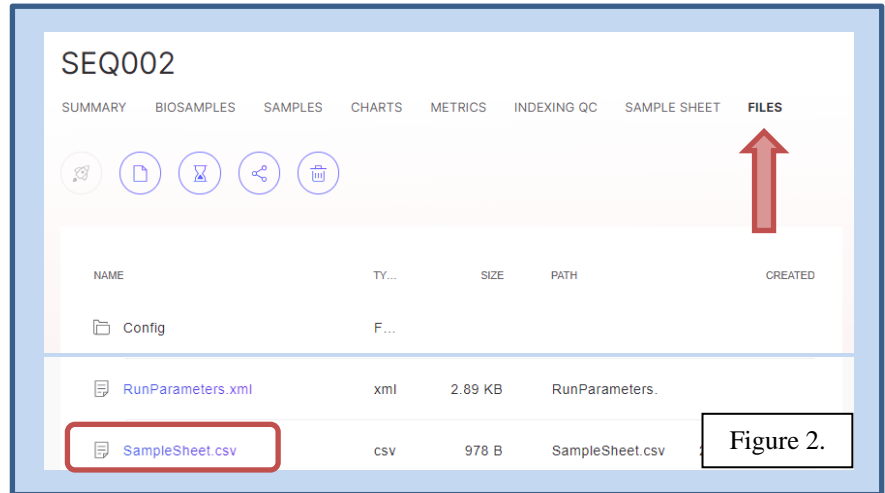 SEQ002
SUMMARY BIOSAMPLES SAMPLES CHARTS METRICS INDEXING QC SAMPLE SHEET FILES
NAME TY... SIZE PATH CREATED
Config F...
RunParameters.xml xml 2.89 KB RunParameters.
SampleSheet.csv csv 978 B SampleSheet.csv
Figure 2.